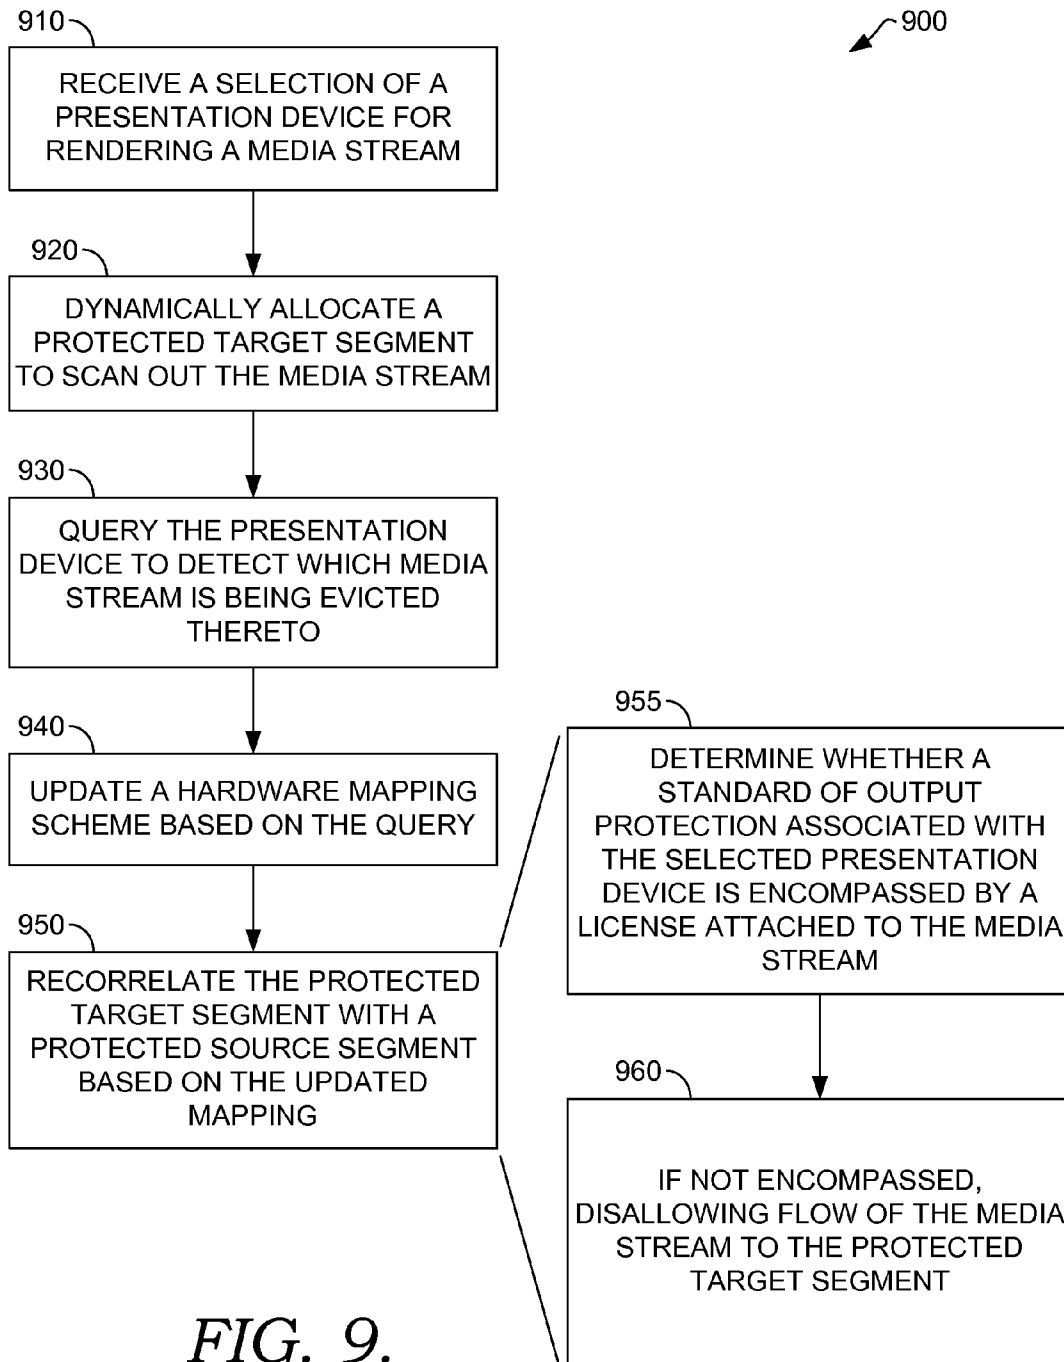 910
900
RECEIVE A SELECTION OF A
PRESENTATION DEVICE FOR
RENDERING A MEDIA STREAM
920
DYNAMICALLY ALLOCATE A
PROTECTED TARGET SEGMENT
TO SCAN OUT THE MEDIA STREAM
930
QUERY THE PRESENTATION
DEVICE TO DETECT WHICH MEDIA
STREAM IS BEING EVICTED
THERETO
940
UPDATE A HARDWARE MAPPING
SCHEME BASED ON THE QUERY
950
RECORRELATE THE PROTECTED
TARGET SEGMENT WITH A
PROTECTED SOURCE SEGMENT
BASED ON THE UPDATED
MAPPING
955
DETERMINE WHETHER A
STANDARD OF OUTPUT
PROTECTION ASSOCIATED WITH
THE SELECTED PRESENTATION
DEVICE IS ENCOMPASSED BY A
LICENSE ATTACHED TO THE MEDIA
STREAM
960
IF NOT ENCOMPASSED,
DISALLOWING FLOW OF THE MEDIA
STREAM TO THE PROTECTED
TARGET SEGMENT
FIG. 9.